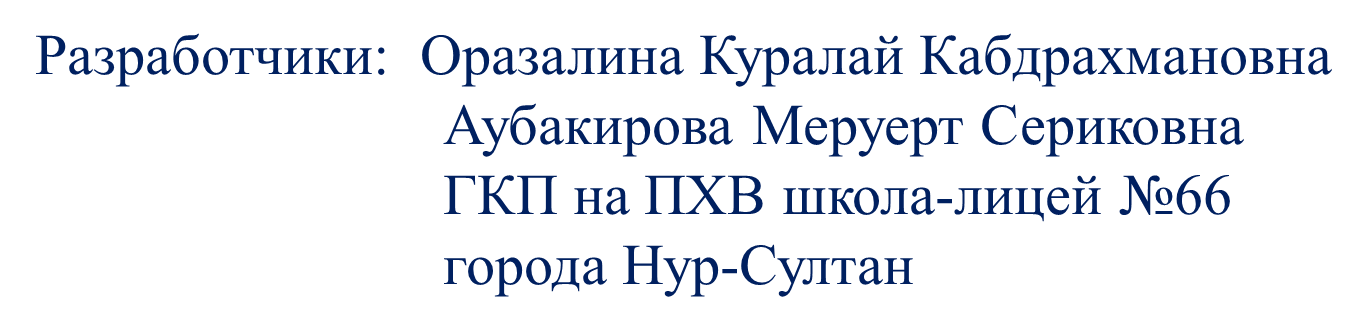 Разработчики: Оразалина Куралай Кабдрахмановна
Аубакирова Меруерт Сериковна
ГКП на ПХВ школа-лицей №66
города Нур-Султан